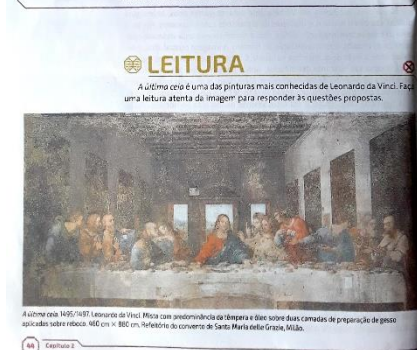 LEITURA
A última ceia é uma das pinturas mais conhecidas de Leonardo da Vinci. Faça
uma leitura atenta da imagem para responder às questões propostas.
A última ceia. 1495/1497. Leonardo da Vinci. Mista com predominância da têmpera e óleo sobre duas camadas de preparação de gesso
aplicadas sobre reboco. 460 cm × 880 cm. Refeitório do convento de Santa Maria delle Grazie, Milão.
44 Capítulo 2